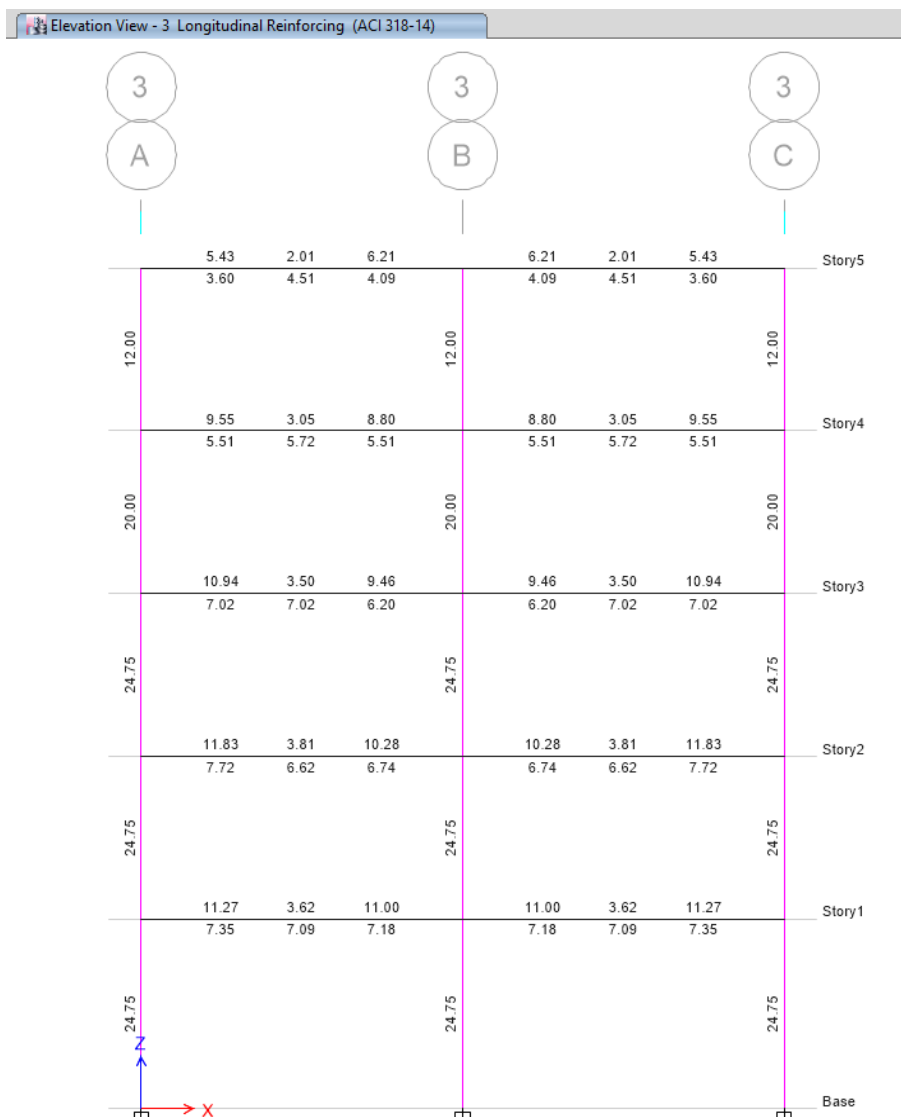 Elevation View - 3 Longitudinal Reinforcing (ACI 318-14)
3 3 3
A B C
5.43 2.01 6.21 6.21 2.01 5.43
Story5
3.60 4.51 4.09 4.09 4.51 3.60
12.00 12.00 12.00
9.55 3.05 8.80 8.80 3.05 9.55
Story4
5.51 5.72 5.51 5.51 5.72 5.51
20.00 20.00 20.00
10.94 3.50 9.46 9.46 3.50 10.94
Story3
7.02 7.02 6.20 6.20 7.02 7.02
24.75 24.75 24.75
11.83 3.81 10.28 10.28 3.81 11.83
Story2
7.72 6.62 6.74 6.74 6.62 7.72
24.75 24.75 24.75
11.27 3.62 11.00 11.00 3.62 11.27
Story1
7.35 7.09 7.18 7.18 7.09 7.35
24.75 24.75 24.75
Z
X
Base